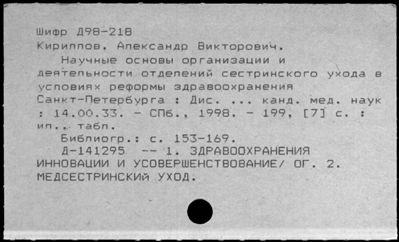 Шифр Д98-21В
Кириллов, Александр Викторович.
Научные основы организации и
деятельности отделений сестринского ухода в
условиях реформы здравоохранения
Санкт-Петербурга : Дис. ... канд. мед. наук
: 14.00.33. - СПб., 1998. - 199, [7] с. :
ил., табл.
Библиогр.: с. 153-169.
Д-141295 -- 1. ЗДРАВООХРАНЕНИЯ
ИННОВАЦИИ И УСОВЕРШЕНСТВОВАНИЕ/ ОГ. 2.
МЕДСЕСТРИНСКИЙ УХОД.